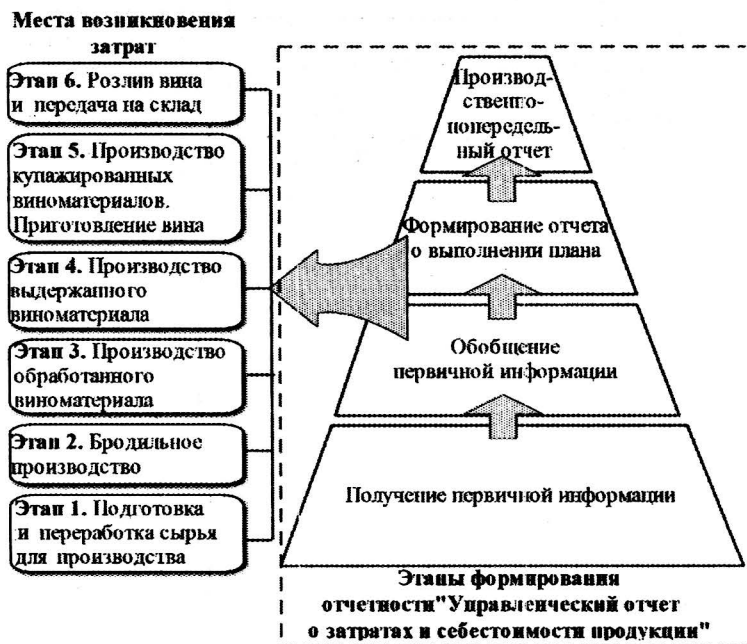 Места возникновения
затрат
Этап 6. Розлив вина
и передача на склад
Этап 5. Производство
купажированных
виноматериалов.
Приготовление вина
Этап 4. Производство
выдержанного
виноматериала
Этап 3. Производство
обработанного
виноматериала
Этап 2. Бродильное
производство
Этап 1. Подготовка
и переработка сырья
для производства
Производ-
ственно-
попередель-
ный отчет
Формирование отчета
о выполнении плана
Обобщение
первичной информации
Получение первичной информации
Этапы формирования
отчетности"Управленческий отчет
о затратах и себестоимости продукции"